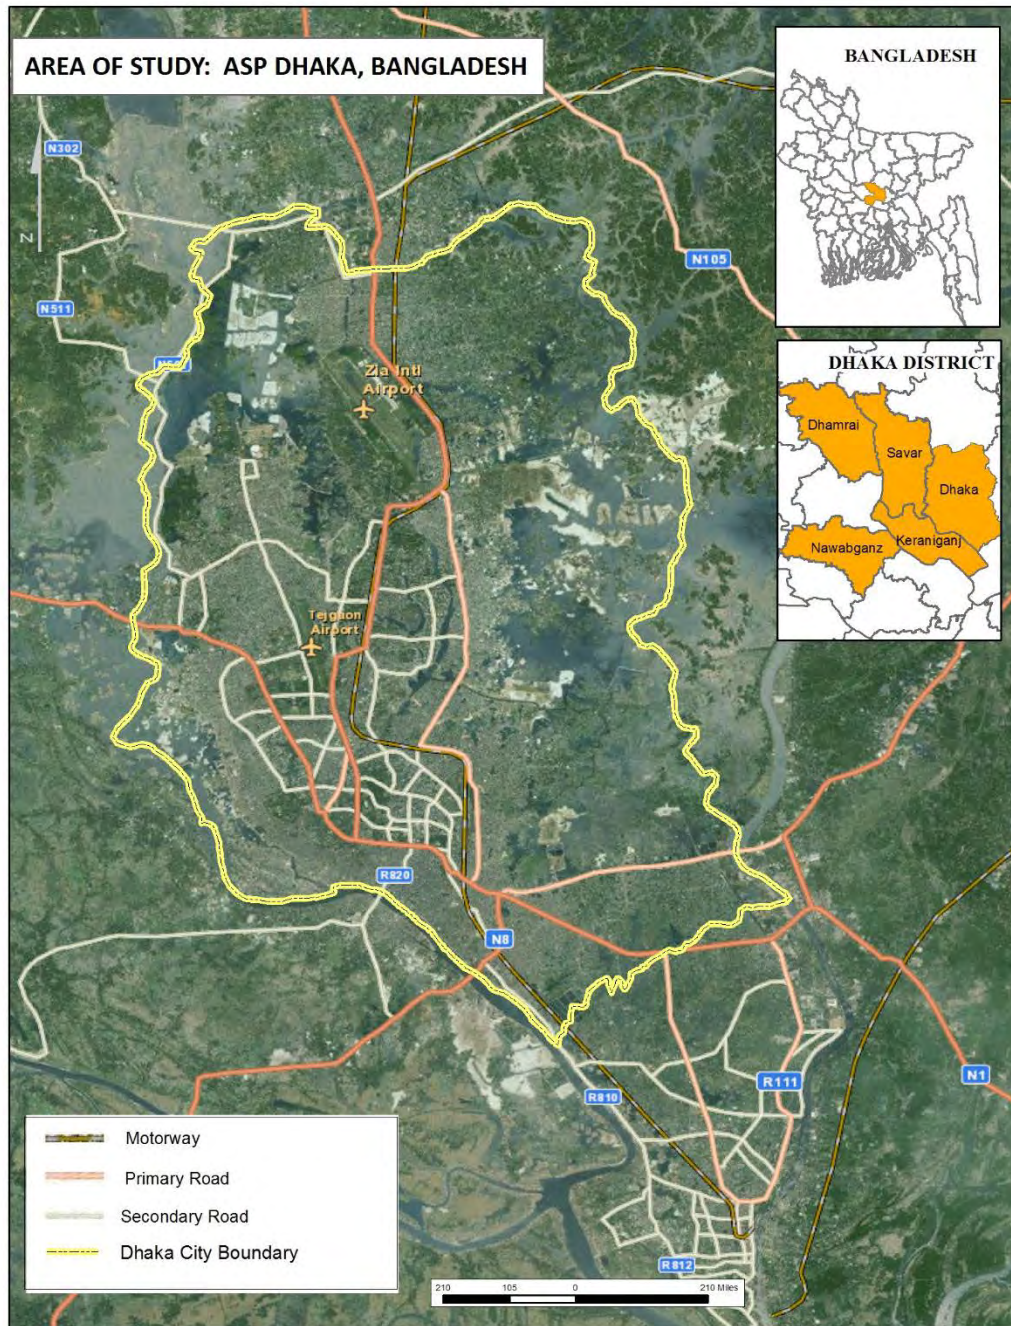 AREA OF STUDY: ASP DHAKA, BANGLADESH
BANGLADESH
N302
N
N105
N511
Zia Intl
Airport
DHAKA DISTRICT
Dhamrai
Savar
Dhaka
Nawabganz
Keraniganj
Tejgaon
Airport
R820
N8
N1
R111
R810
R812
Motorway
Primary Road
Secondary Road
Dhaka City Boundary
210 105 0 210 Miles